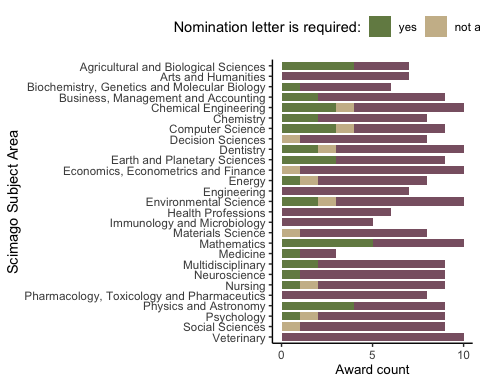 Nomination letter is required: yes not a
Agricultural and Biological Sciences
Arts and Humanities
Biochemistry, Genetics and Molecular Biology
Business, Management and Accounting
Chemical Engineering
Chemistry
Computer Science
Decision Sciences
Dentistry
Earth and Planetary Sciences
Economics, Econometrics and Finance
Energy
Engineering
Environmental Science
Health Professions
Immunology and Microbiology
Materials Science
Mathematics
Medicine
Multidisciplinary
Neuroscience
Nursing
Pharmacology, Toxicology and Pharmaceutics
Physics and Astronomy
Psychology
Social Sciences
Veterinary
Scimago Subject Area
0 5 10
Award count